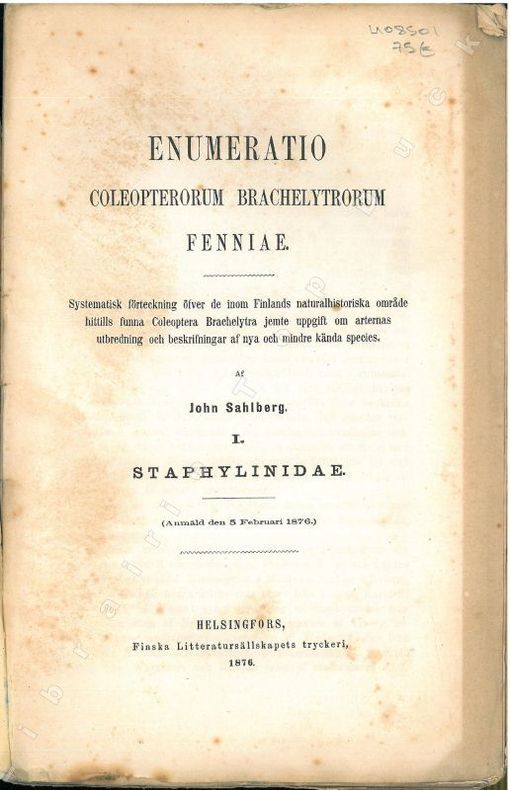 U08501
75€
ENUMERATIO
COLEOPTERORUM BRACHELYTRORUM
FENNIAE.
Systematisk förteckning öfver de inom Finlands naturalhistoriska område
hittills funna Coleoptera Brachelytra jemte uppgift om arternas
utbredning och beskrifningar af nya och mindre kända species.
Af
John Sahlberg.
I.
STAPHYLINIDAE.
(Anmäld den 5 Februari 1876.)
HELSINGFORS,
Finska Litteratursällskapets tryckeri,
1876.